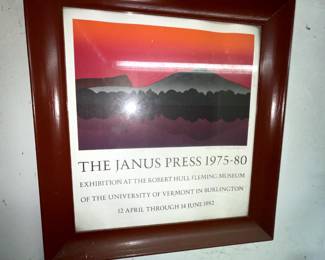 THE JANUS PRESS 1975-80
EXHIBITION AT THE ROBERT HULL FLEMING MUSEUM
OF THE UNIVERSITY OF VERMONT IN BURLINGTON
12 APRIL THROUGH 14 JUNE 1982